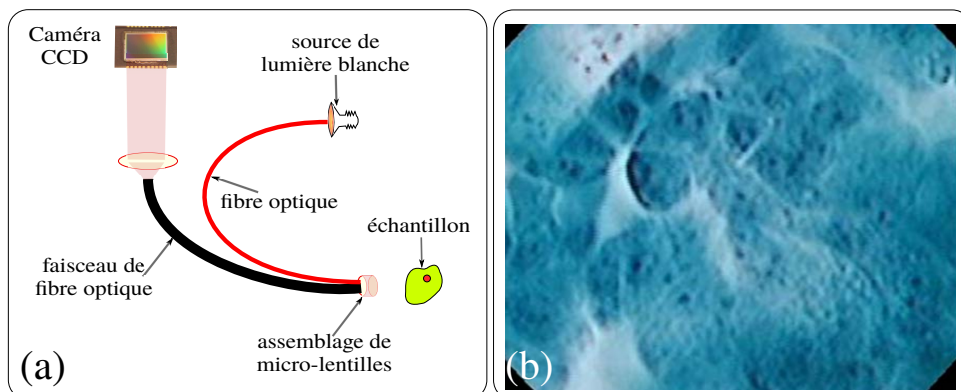 Caméra
CCD
source de
lumière blanche
fibre optique
échantillon
faisceau de
fibre optique
assemblage de
micro-lentilles
(a)
(b)